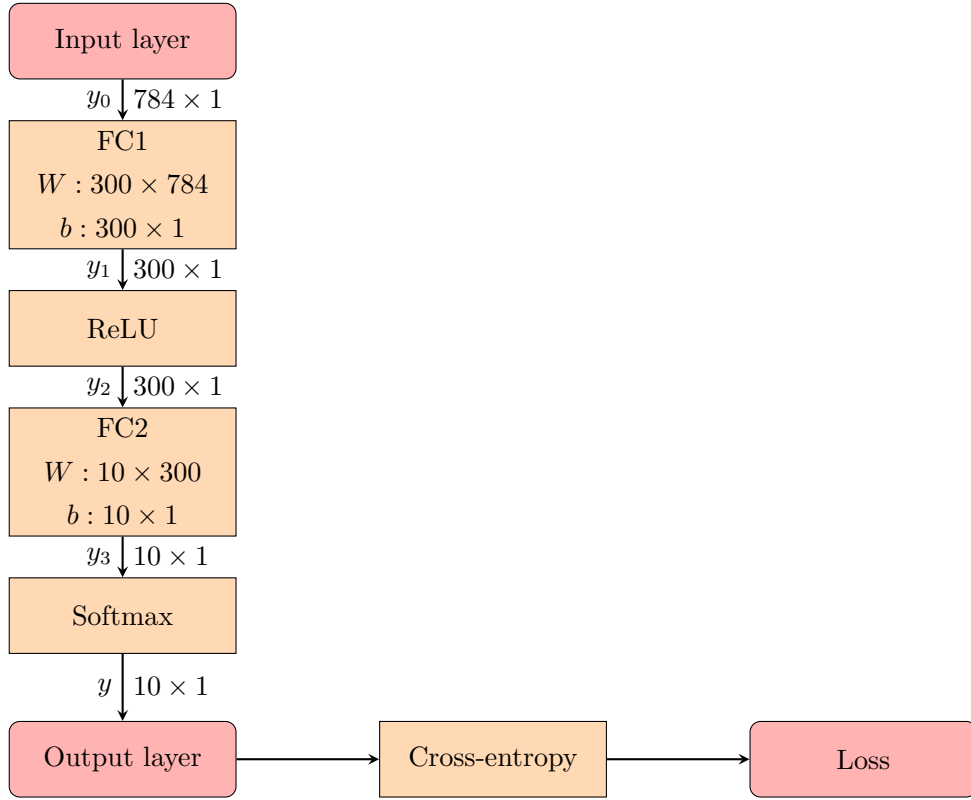 Input layer
y₀ 784 × 1
FC1
W : 300 × 784
b : 300 × 1
y₁ 300 × 1
ReLU
y₂ 300 × 1
FC2
W : 10 × 300
b : 10 × 1
y₃ 10 × 1
Softmax
y 10 × 1
Output layer
Cross-entropy
Loss